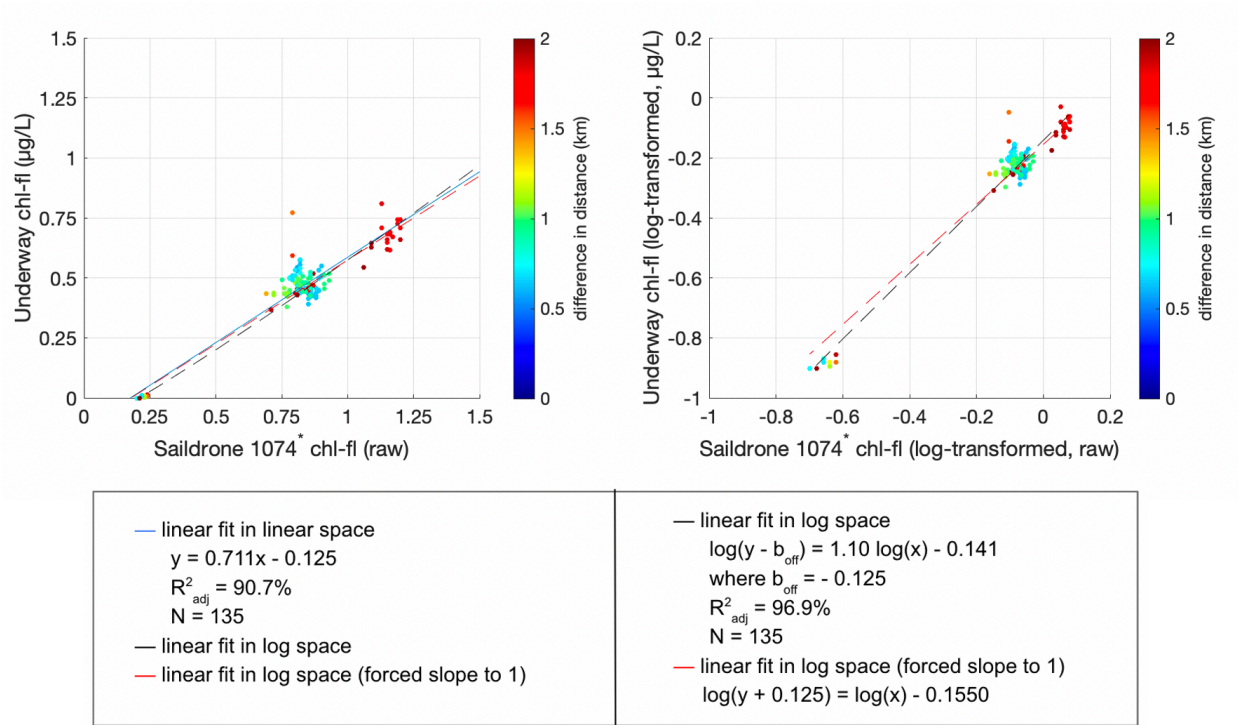 1.5
1.25
1
0.75
0.5
0.25
0
Underway chl-fl (µg/L)
0 0.25 0.5 0.75 1 1.25 1.5
Saildrone 1074* chl-fl (raw)
2
1.5
1
0.5
0
difference in distance (km)
0.2
0
-0.2
-0.4
-0.6
-0.8
-1
Underway chl-fl (log-transformed, µg/L)
-1 -0.8 -0.6 -0.4 -0.2 0 0.2
Saildrone 1074* chl-fl (log-transformed, raw)
2
1.5
1
0.5
0
difference in distance (km)
linear fit in linear space
y = 0.711x - 0.125
R²adj = 90.7%
N = 135
linear fit in log space
linear fit in log space (forced slope to 1)
linear fit in log space
log(y - boff) = 1.10 log(x) - 0.141
where boff = - 0.125
R²adj = 96.9%
N = 135
linear fit in log space (forced slope to 1)
log(y + 0.125) = log(x) - 0.1550